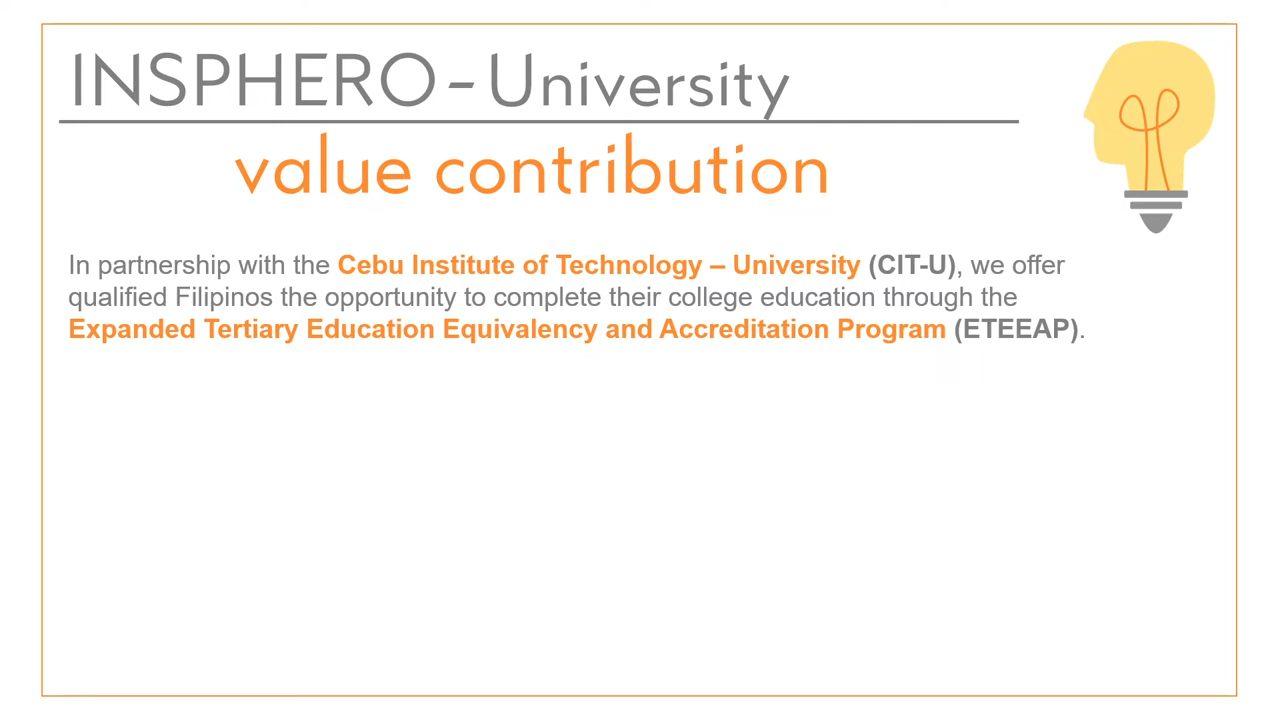 INSPHERO-University
value contribution
In partnership with the Cebu Institute of Technology – University (CIT-U), we offer
qualified Filipinos the opportunity to complete their college education through the
Expanded Tertiary Education Equivalency and Accreditation Program (ETEEAP).